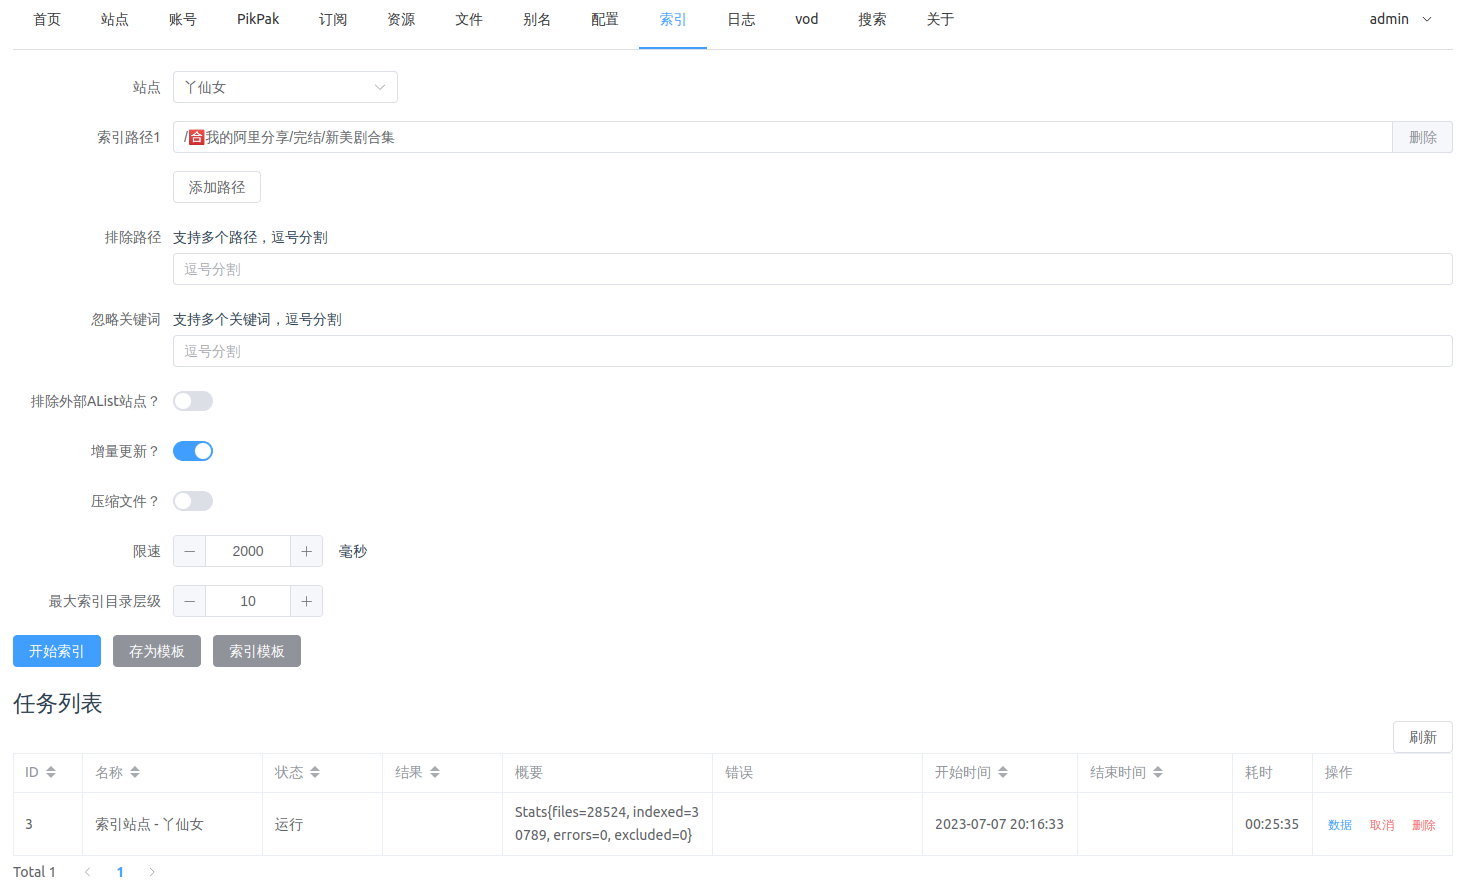 首页 站点 账号 PikPak 订阅 资源 文件 别名 配置 索引 日志 vod 搜索 关于 admin
站点 丫仙女
索引路径1 /🈴我的阿里分享/完结/新美剧合集 删除
添加路径
排除路径 支持多个路径，逗号分割
逗号分割
忽略关键词 支持多个关键词，逗号分割
逗号分割
排除外部AList站点？
增量更新？
压缩文件？
限速 2000 毫秒
最大索引目录层级 10
开始索引 存为模板 索引模板
任务列表
刷新
ID 名称 状态 结果 概要 错误 开始时间 结束时间 耗时 操作
3 索引站点 - 丫仙女 运行 Stats{files=28524, indexed=3
0789, errors=0, excluded=0} 2023-07-07 20:16:33 00:25:35 数据 取消 删除
Total 1 1